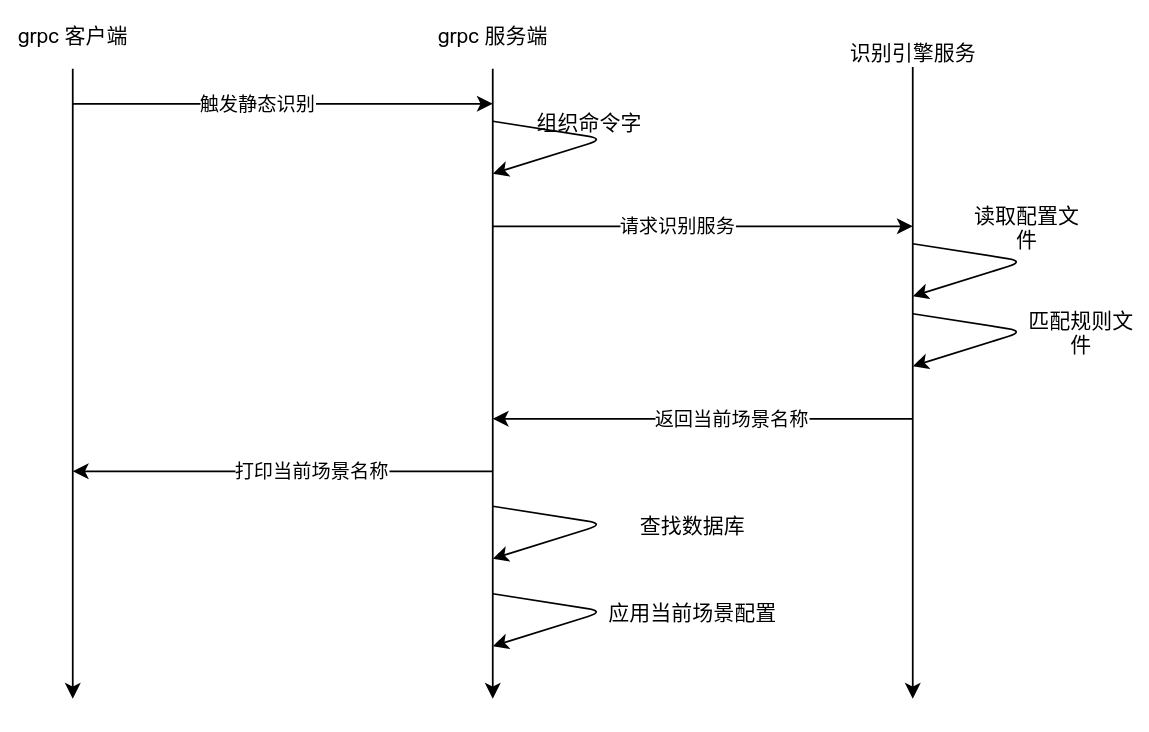 grpc 客户端
grpc 服务端
识别引擎服务
触发静态识别
组织命令字
请求识别服务
读取配置文
件
匹配规则文
件
返回当前场景名称
打印当前场景名称
查找数据库
应用当前场景配置